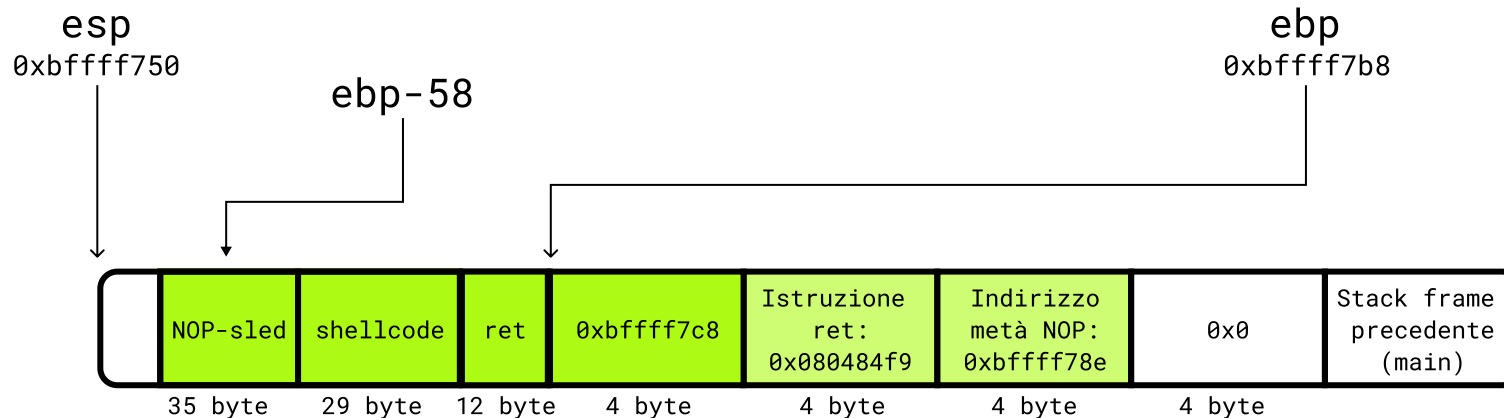 esp
0xbffff750
ebp-58
ebp
0xbffff7b8
NOP-sled
shellcode
ret
0xbffff7c8
Istruzione
ret:
0x080484f9
Indirizzo
metà NOP:
0xbffff78e
0x0
Stack frame
precedente
(main)
35 byte
29 byte
12 byte
4 byte
4 byte
4 byte
4 byte